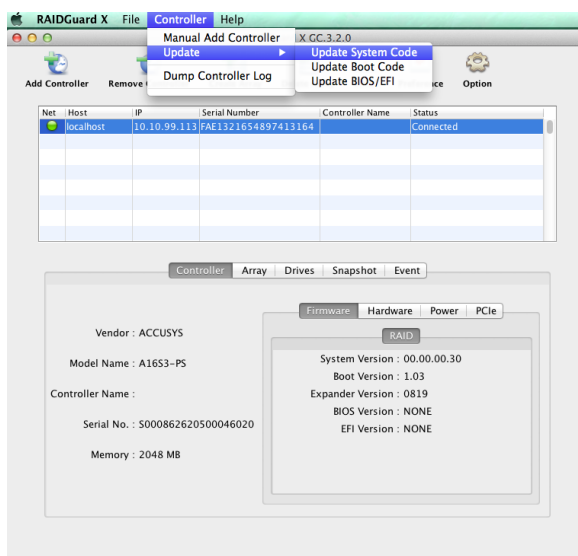 RAIDGuard X File Controller Help
Manual Add Controller
X GC.3.2.0
Update
Update System Code
Update Boot Code
Dump Controller Log
Update BIOS/EFI
Add Controller
Option
Net Host IP Serial Number Controller Name Status
localhost 10.10.99.113 FAE1321654897413164 Connected
Controller Array Drives Snapshot Event
Firmware Hardware Power PCIe
RAID
Vendor : ACCUSYS
Model Name : A16S3-PS
Controller Name :
Serial No. : S000862620500046020
Memory : 2048 MB
System Version : 00.00.00.30
Boot Version : 1.03
Expander Version : 0819
BIOS Version : NONE
EFI Version : NONE